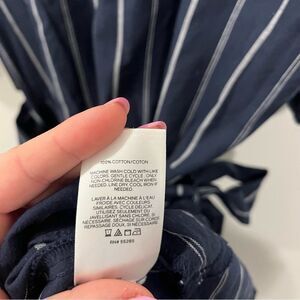 100% COTTON/COTON
MACHINE WASH COLD WITH LIKE
COLORS, GENTLE CYCLE, ONLY
NON-CHLORINE BLEACH WHEN
NEEDED. LINE DRY, COOL IRON IF
NEEDED.
LAVER À LA MACHINE À L'EAU
FROIDE AVEC COULEURS
SIMILAIRES, CYCLE DÉLICAT.
UTILISEZ SEULEMENT DU
JAVELLISANT SANS CHLORE, SI
NÉCESSAIRE. SÉCHAGE SUR CORDE.
REPASSAGE DOUX, SI NÉCESSAIRE.
RN# 55285